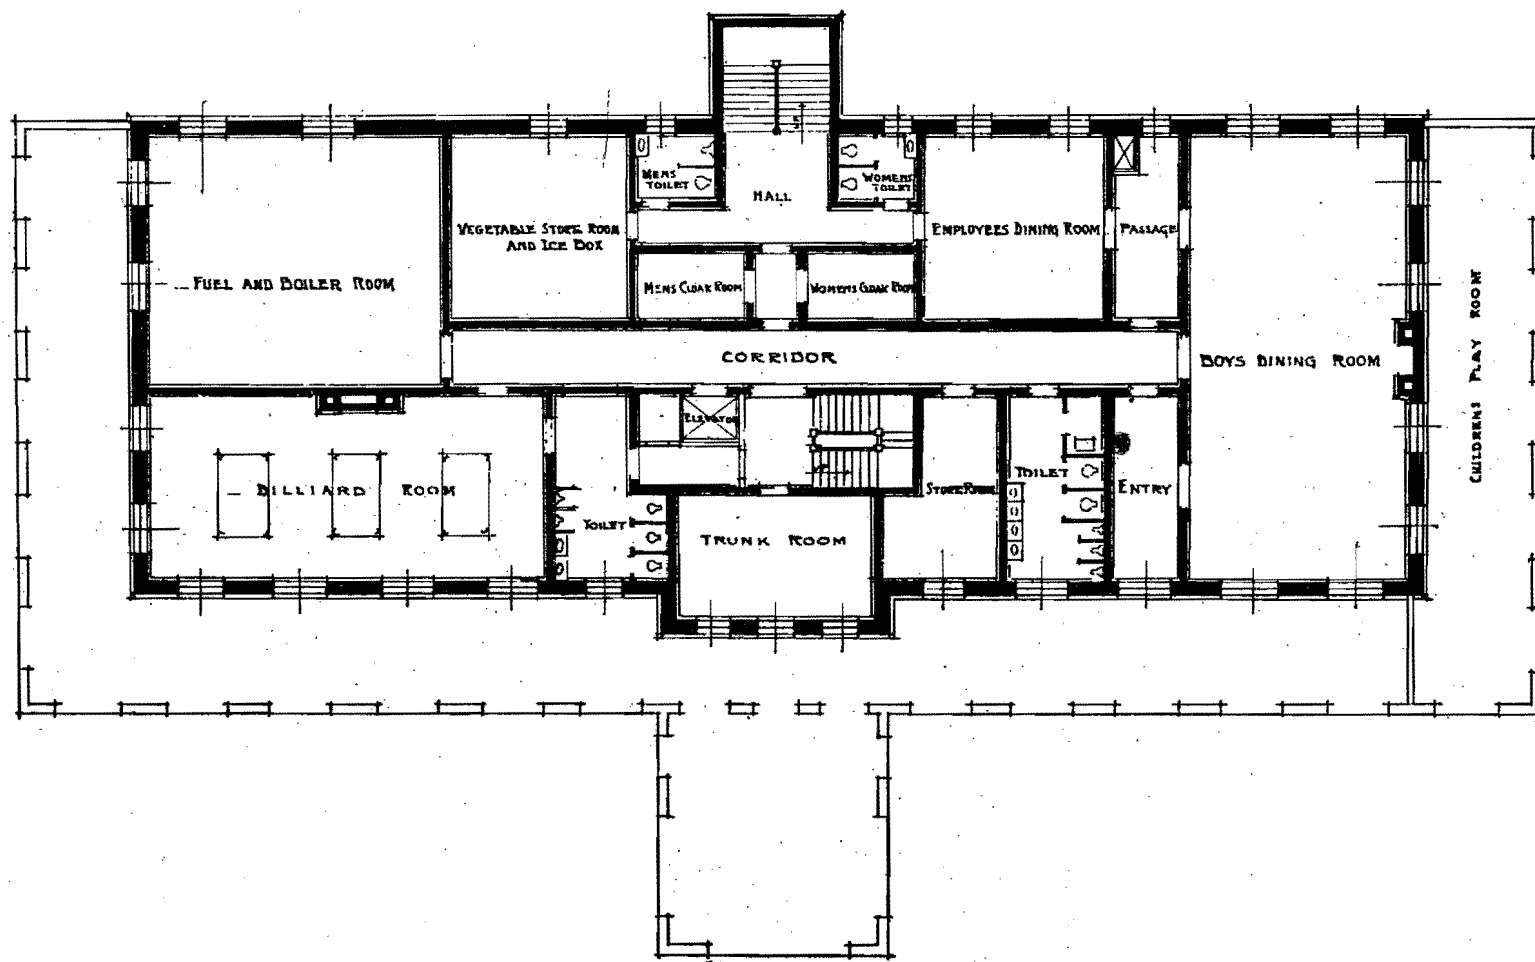 MENS
TOILET
WOMENS
TOILET
HALL
UP
VEGETABLE STORE ROOM
AND ICE BOX
EMPLOYEES DINING ROOM
PASSAGE
FUEL AND BOILER ROOM
MENS CLOAK ROOM
WOMENS CLOAK ROOM
CORRIDOR
BOYS DINING ROOM
CHILDRENS PLAY ROOM
ELEVATOR
BILLIARD ROOM
TOILET
TRUNK ROOM
STORE ROOM
TOILET
ENTRY